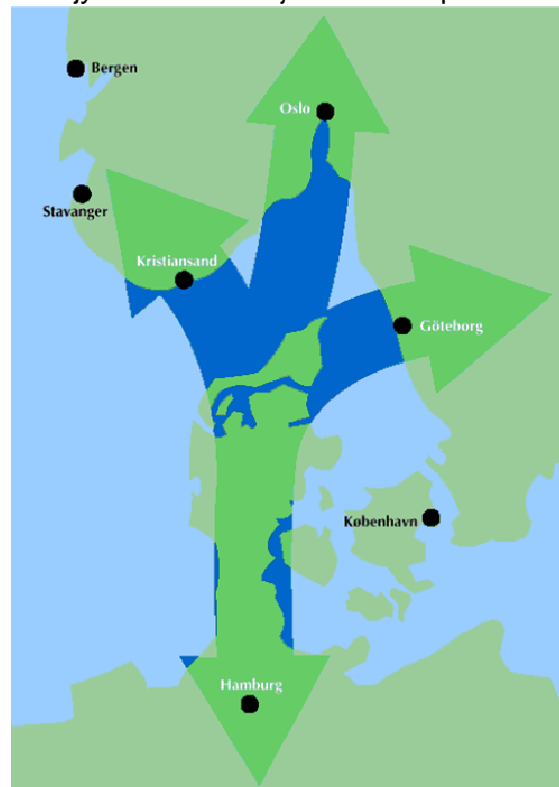 Bergen
Oslo
Stavanger
Kristiansand
Göteborg
København
Hamburg